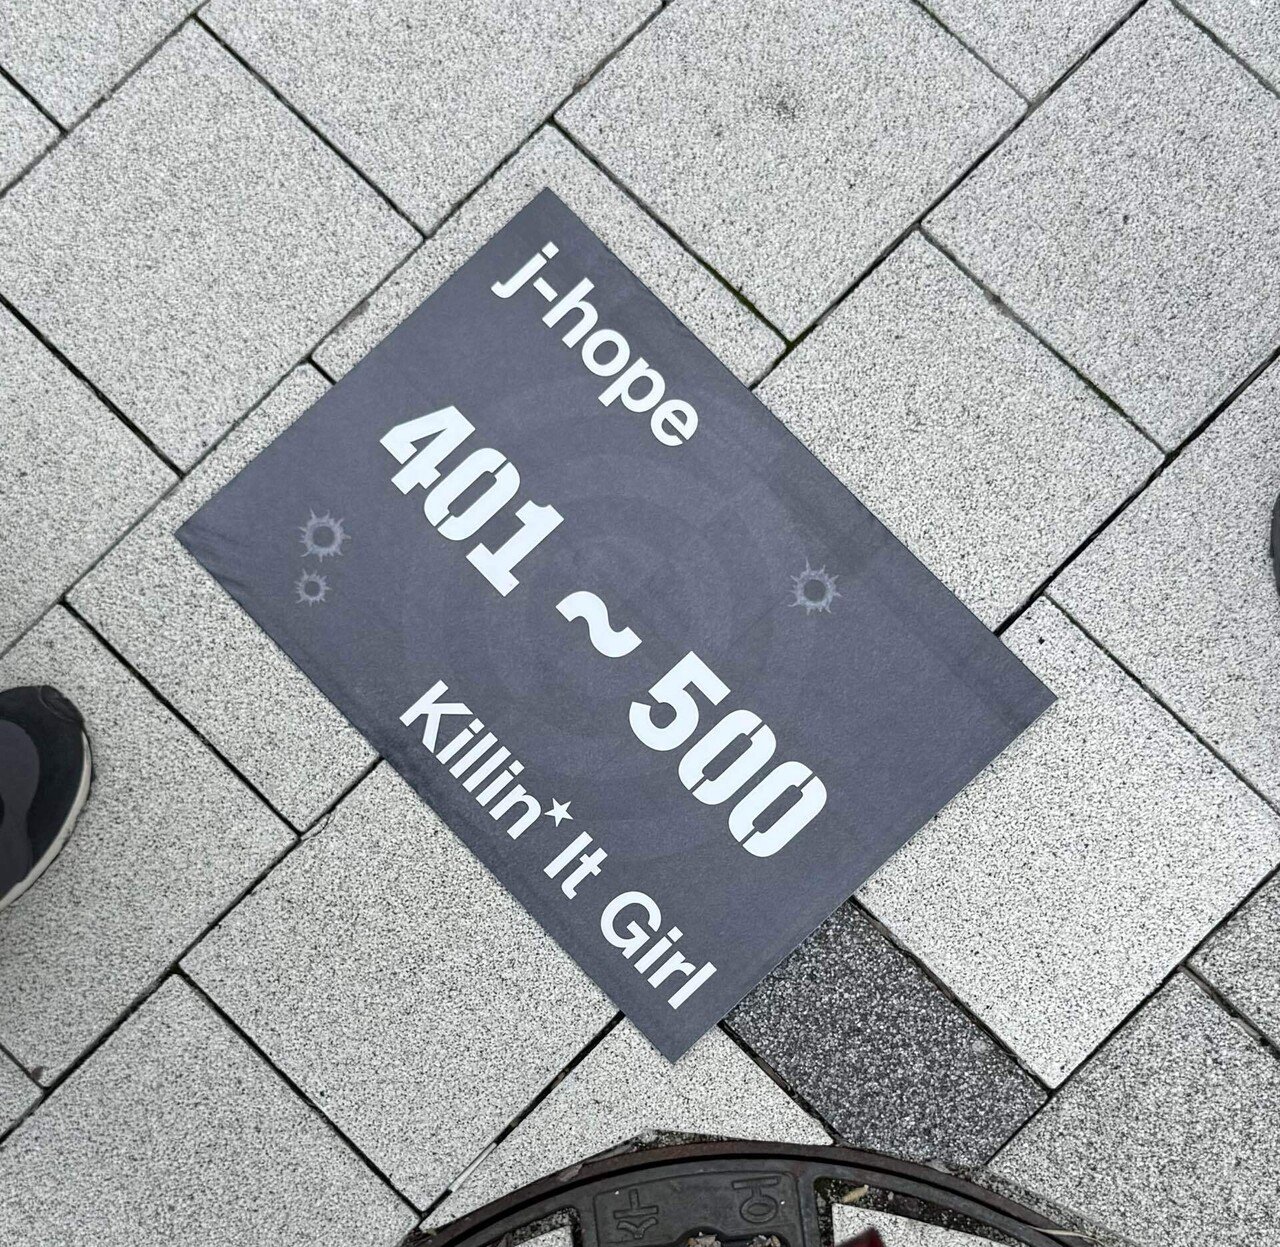 j-hope
401 ~ 500
Killin' It Girl